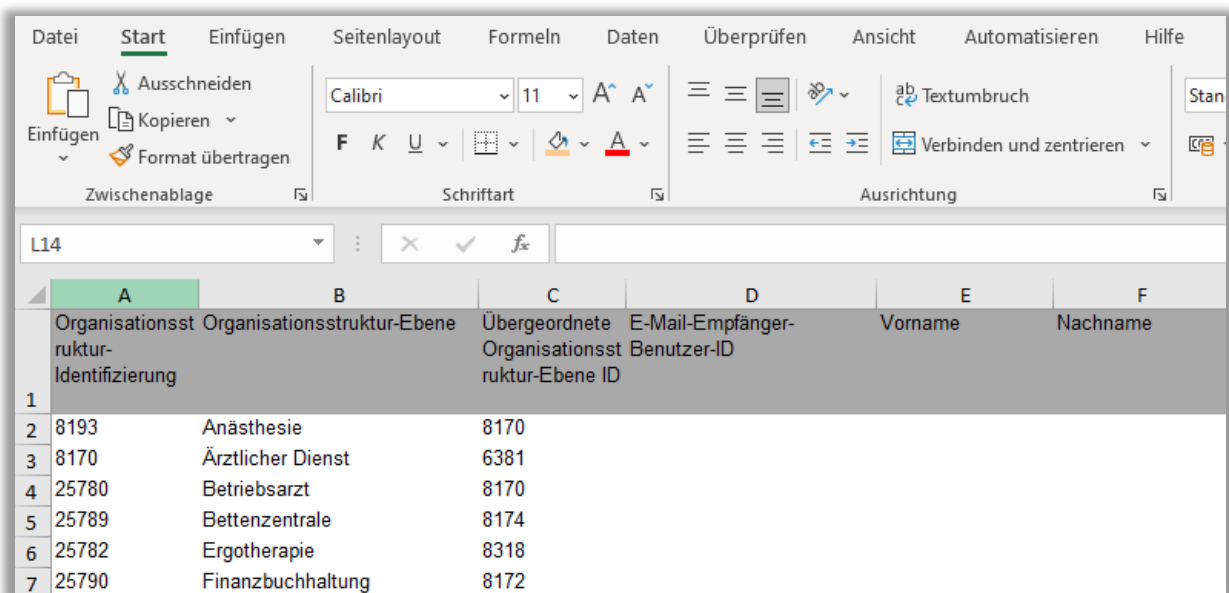 Datei Start Einfügen Seitenlayout Formeln Daten Überprüfen Ansicht Automatisieren Hilfe
Einfügen
Ausschneiden
Kopieren
Format übertragen
Zwischenablage
Calibri 11 A A
F K U A
Schriftart
ab Textumbruch
Verbinden und zentrieren
Ausrichtung
Stan
L14 fx
A B C D E F
1 Organisationsst
ruktur-
Identifizierung
Organisationsstruktur-Ebene
Übergeordnete
Organisationsst
ruktur-Ebene ID
E-Mail-Empfänger-
Benutzer-ID
Vorname
Nachname
2 8193 Anästhesie 8170
3 8170 Ärztlicher Dienst 6381
4 25780 Betriebsarzt 8170
5 25789 Bettenzentrale 8174
6 25782 Ergotherapie 8318
7 25790 Finanzbuchhaltung 8172